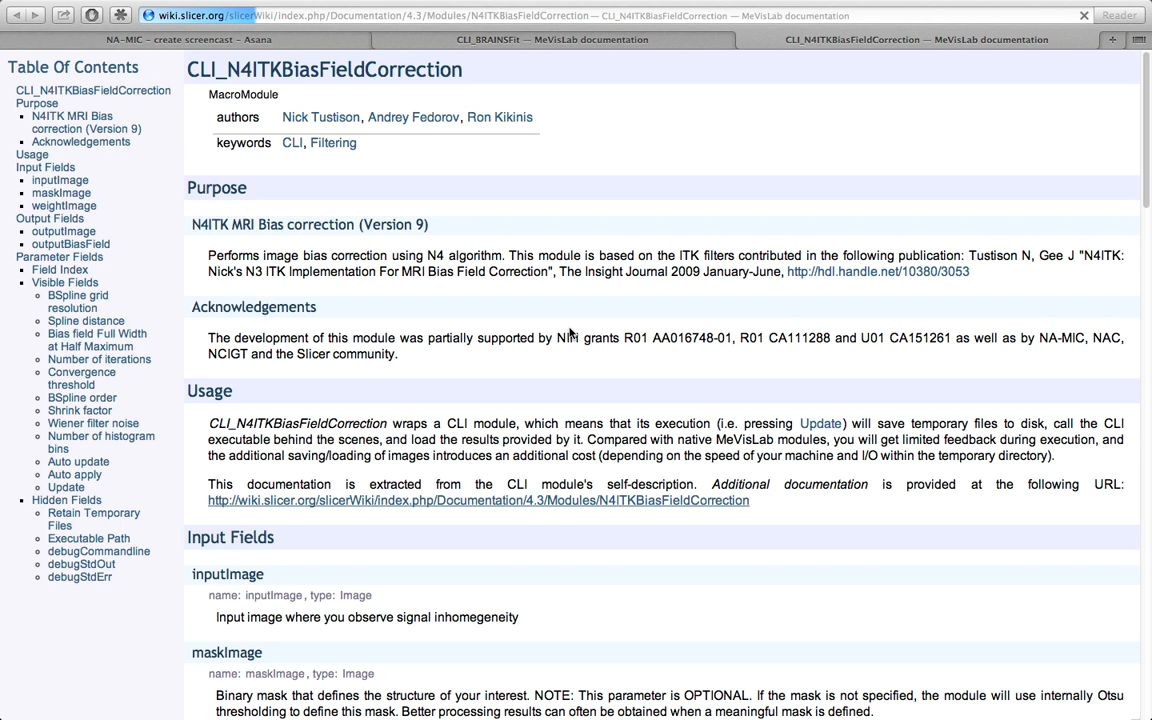 wiki.slicer.org/slicerWiki/index.php/Documentation/4.3/Modules/N4ITKBiasFieldCorrection — CLI_N4ITKBiasFieldCorrection — MeVisLab documentation
Reader
NA-MIC - create screencast - Asana
CLI_BRAINSFit — MeVisLab documentation
CLI_N4ITKBiasFieldCorrection — MeVisLab documentation
Table Of Contents
CLI_N4ITKBiasFieldCorrection
Purpose
N4ITK MRI Bias
correction (Version 9)
Acknowledgements
Usage
Input Fields
inputImage
maskImage
weightImage
Output Fields
outputImage
outputBiasField
Parameter Fields
Field Index
Visible Fields
BSpline grid
resolution
Spline distance
Bias field Full Width
at Half Maximum
Number of iterations
Convergence
threshold
BSpline order
Shrink factor
Wiener filter noise
Number of histogram
bins
Auto update
Auto apply
Update
Hidden Fields
Retain Temporary
Files
Executable Path
debugCommandline
debugStdOut
debugStdErr
CLI_N4ITKBiasFieldCorrection
MacroModule
authors Nick Tustison, Andrey Fedorov, Ron Kikinis
keywords CLI, Filtering
Purpose
N4ITK MRI Bias correction (Version 9)
Performs image bias correction using N4 algorithm. This module is based on the ITK filters contributed in the following publication: Tustison N, Gee J "N4ITK:
Nick's N3 ITK Implementation For MRI Bias Field Correction", The Insight Journal 2009 January-June, http://hdl.handle.net/10380/3053
Acknowledgements
The development of this module was partially supported by NIH grants R01 AA016748-01, R01 CA111288 and U01 CA151261 as well as by NA-MIC, NAC,
NCIGT and the Slicer community.
Usage
CLI_N4ITKBiasFieldCorrection wraps a CLI module, which means that its execution (i.e. pressing Update) will save temporary files to disk, call the CLI
executable behind the scenes, and load the results provided by it. Compared with native MeVisLab modules, you will get limited feedback during execution, and
the additional saving/loading of images introduces an additional cost (depending on the speed of your machine and I/O within the temporary directory).
This documentation is extracted from the CLI module's self-description. Additional documentation is provided at the following URL:
http://wiki.slicer.org/slicerWiki/index.php/Documentation/4.3/Modules/N4ITKBiasFieldCorrection
Input Fields
inputImage
name: inputImage, type: Image
Input image where you observe signal inhomegeneity
maskImage
name: maskImage, type: Image
Binary mask that defines the structure of your interest. NOTE: This parameter is OPTIONAL. If the mask is not specified, the module will use internally Otsu
thresholding to define this mask. Better processing results can often be obtained when a meaningful mask is defined.